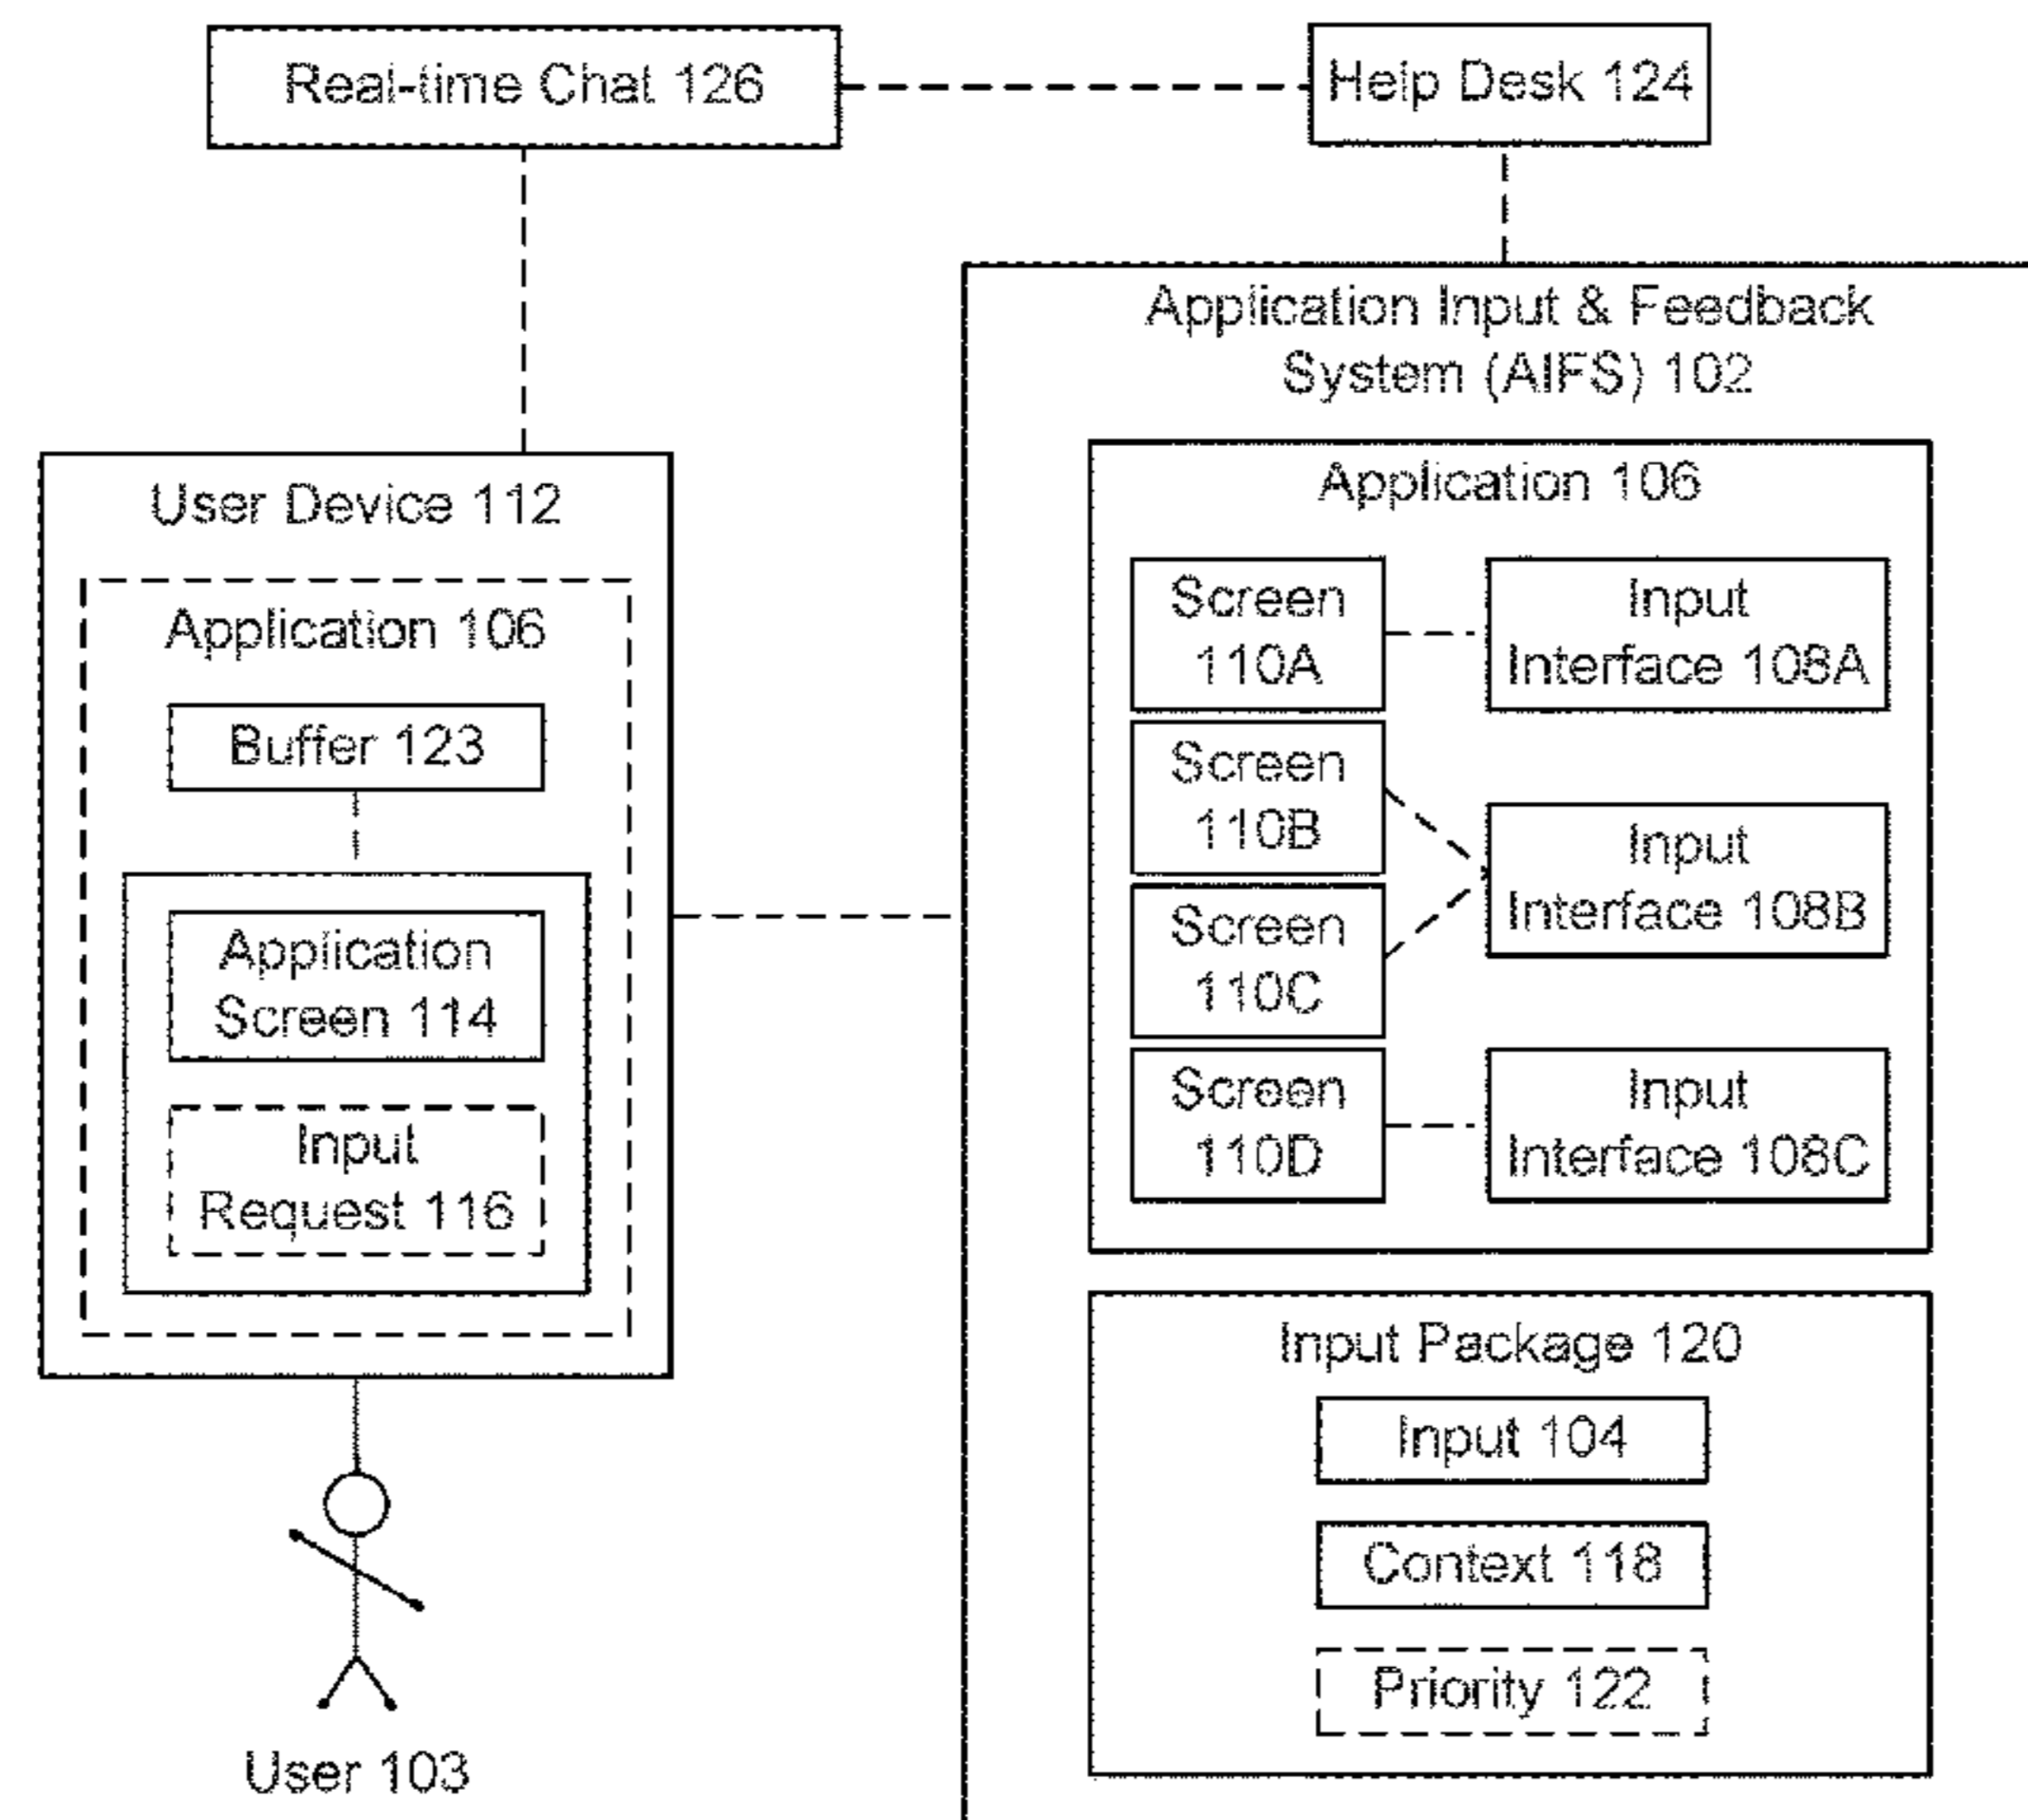 Real-time Chat 126
Help Desk 124
Application Input & Feedback
System (AIFS) 102
User Device 112
Application 106
Buffer 123
Application
Screen 114
Input
Request 116
User 103
Application 106
Screen
110A
Input
Interface 108A
Screen
110B
Input
Interface 108B
Screen
110C
Screen
110D
Input
Interface 108C
Input Package 120
Input 104
Context 118
Priority 122